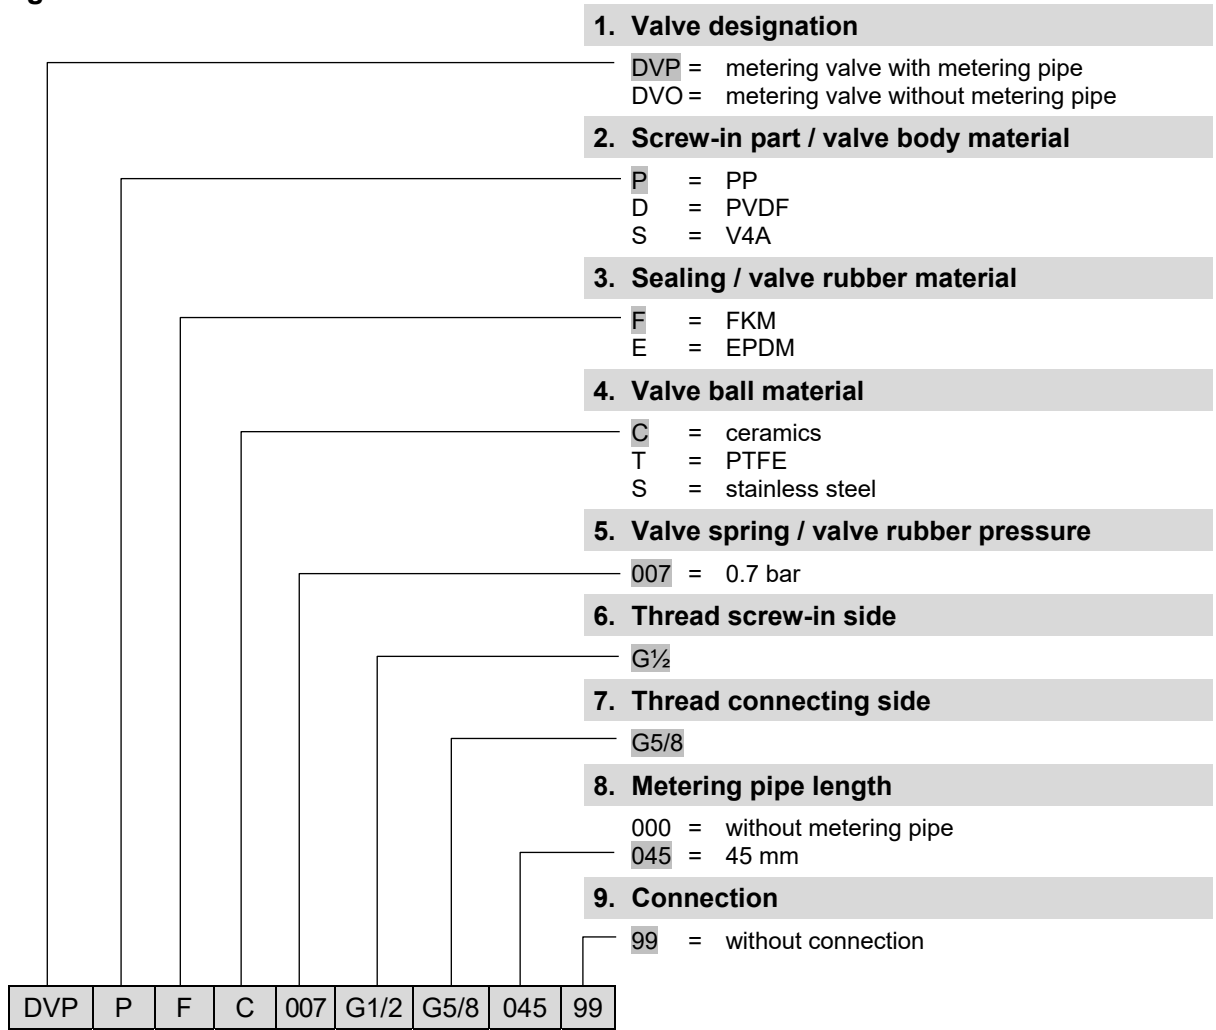 1. Valve designation
DVP = metering valve with metering pipe
DVO = metering valve without metering pipe
2. Screw-in part / valve body material
P = PP
D = PVDF
S = V4A
3. Sealing / valve rubber material
F = FKM
E = EPDM
4. Valve ball material
C = ceramics
T = PTFE
S = stainless steel
5. Valve spring / valve rubber pressure
007 = 0.7 bar
6. Thread screw-in side
G½
7. Thread connecting side
G5/8
8. Metering pipe length
000 = without metering pipe
045 = 45 mm
9. Connection
99 = without connection
DVP P F C 007 G1/2 G5/8 045 99